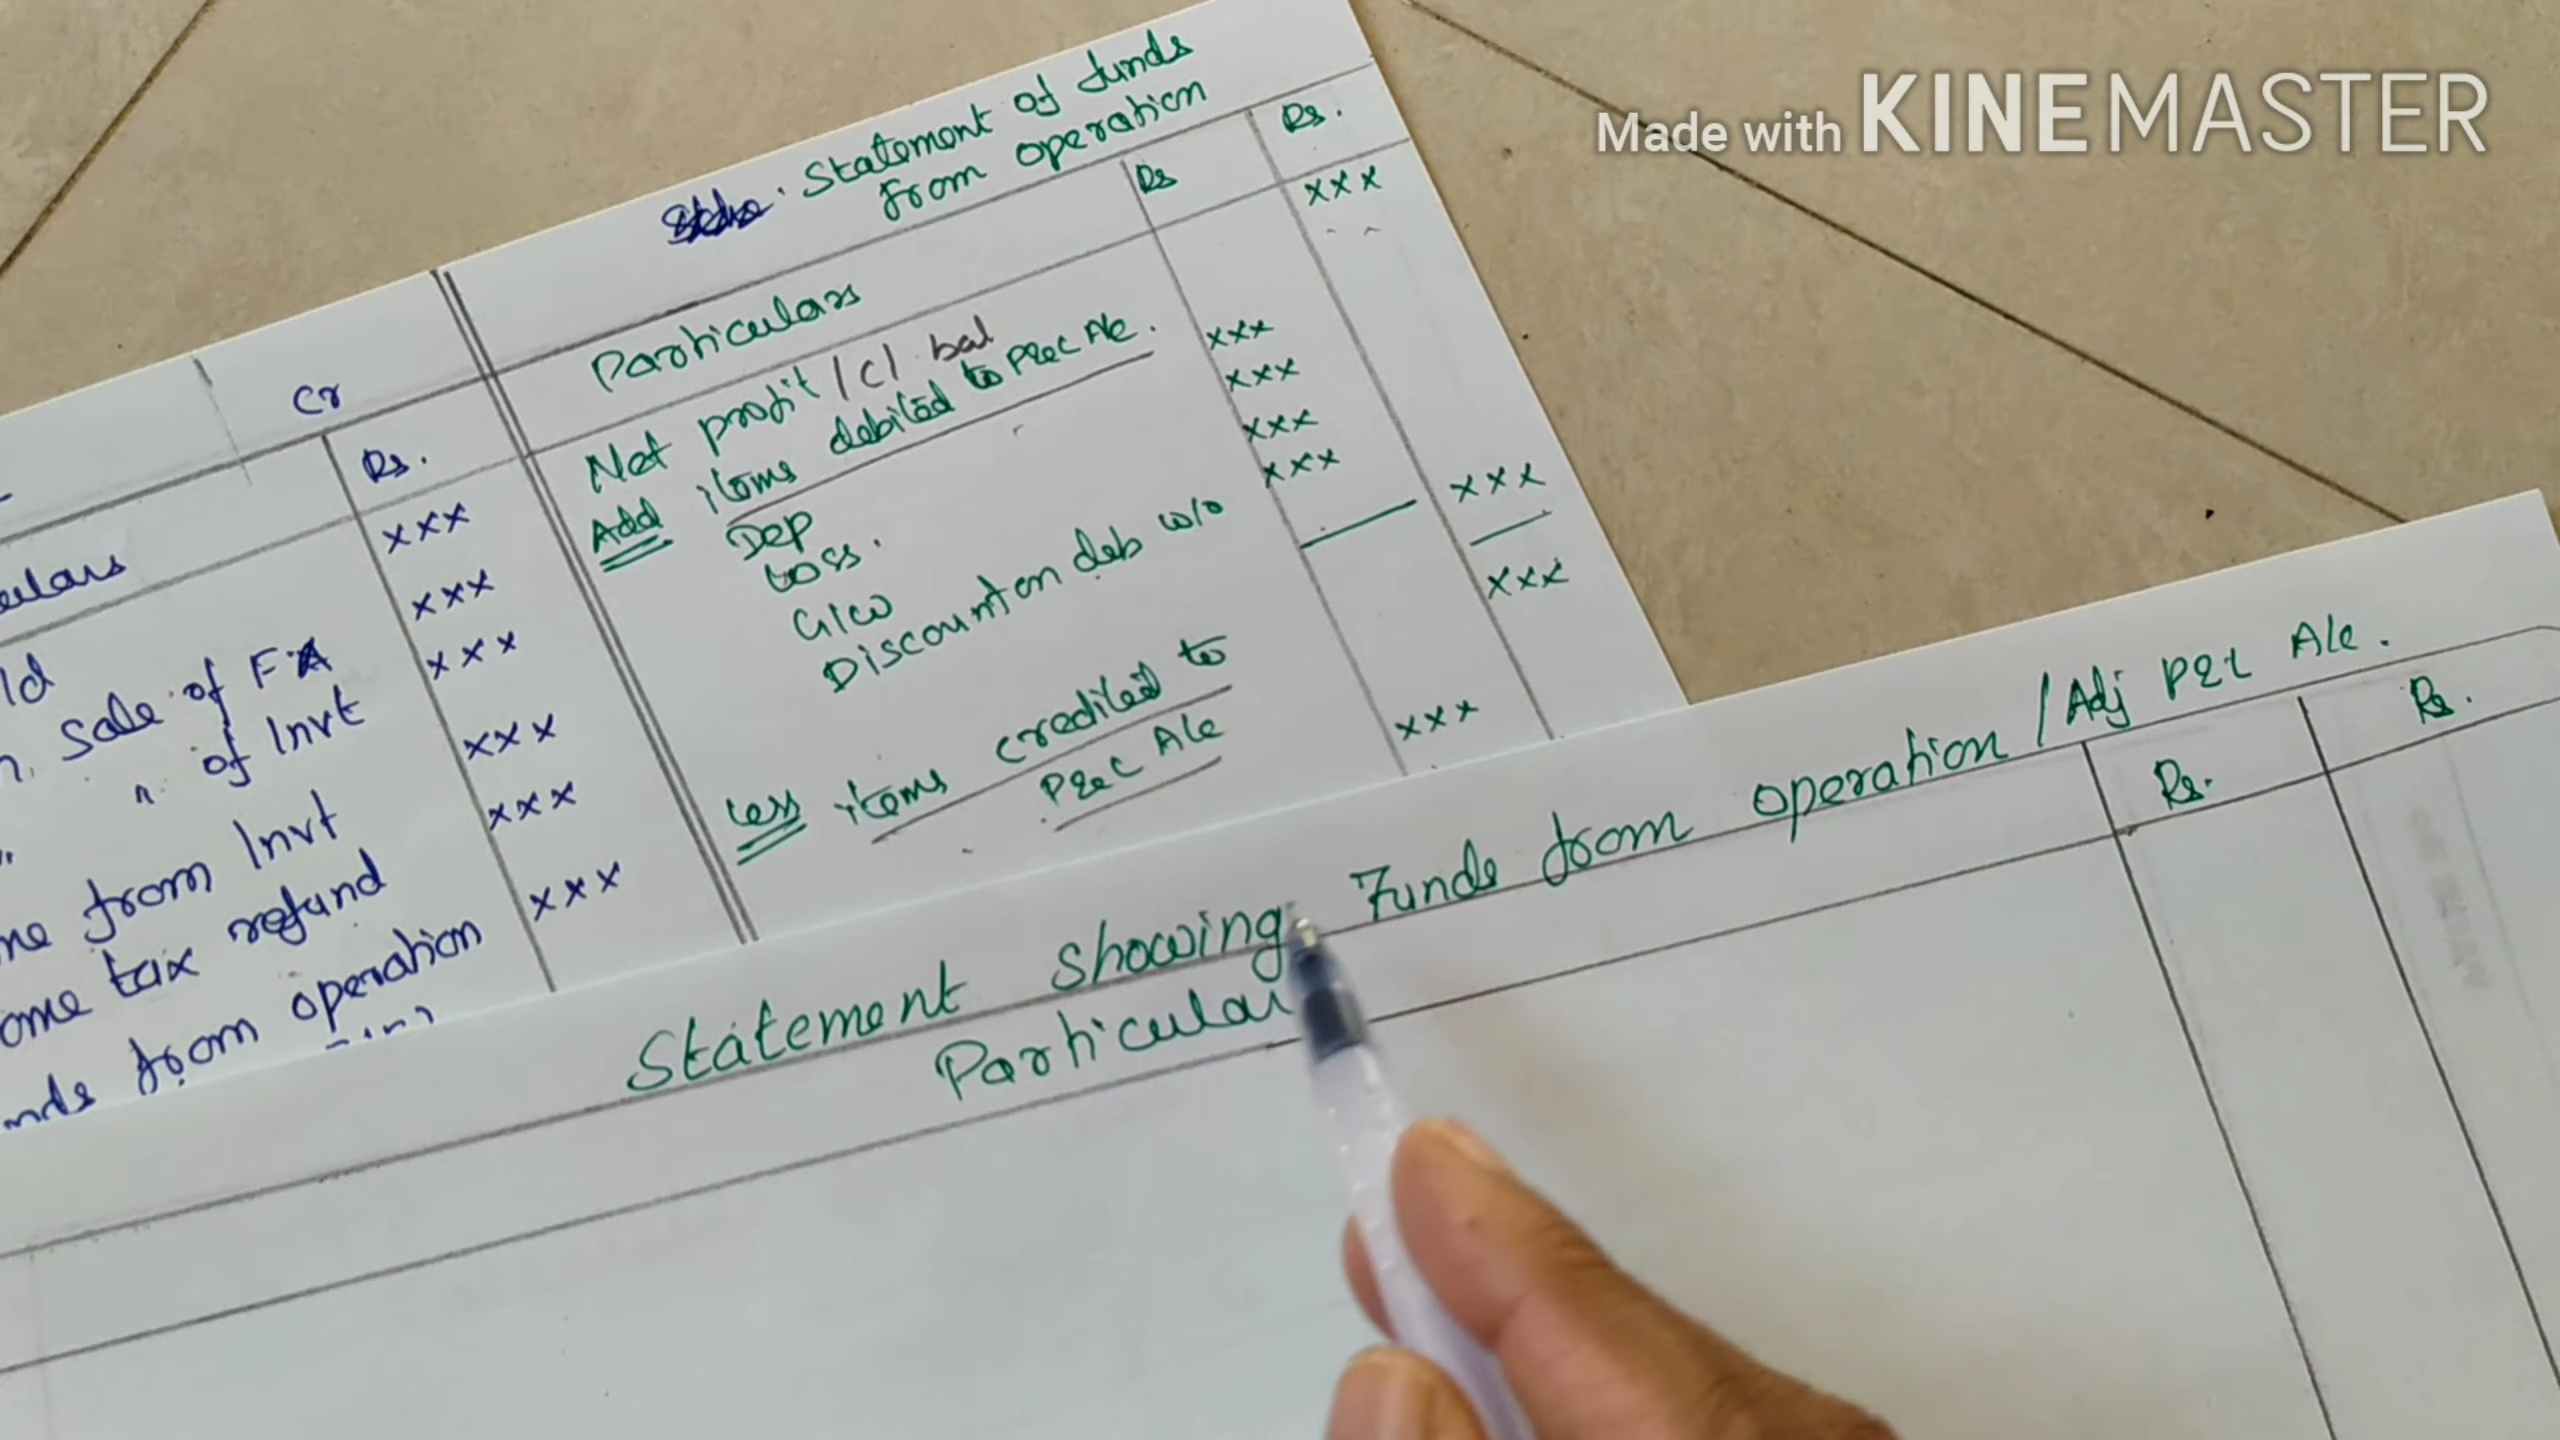 Made with KINEMASTER
Statement of funds
from operation
Particulars
Rs
Rs.
Net profit / cl bal
xxx
Add items debited to P&L A/c.
Dep
xxx
Loss.
xxx
G/w
xxx
Discount on deb w/o
xxx
xxx
xxx
Less items credited to
P&L A/c
xxx
Cr
Rs.
xxx
sale of FA
xxx
" of Invt
xxx
from Invt
xxx
tax refund
xxx
from operation
xxx
Statement showing Funds from operation / Adj P&L A/c.
Particular
Rs.
Rs.